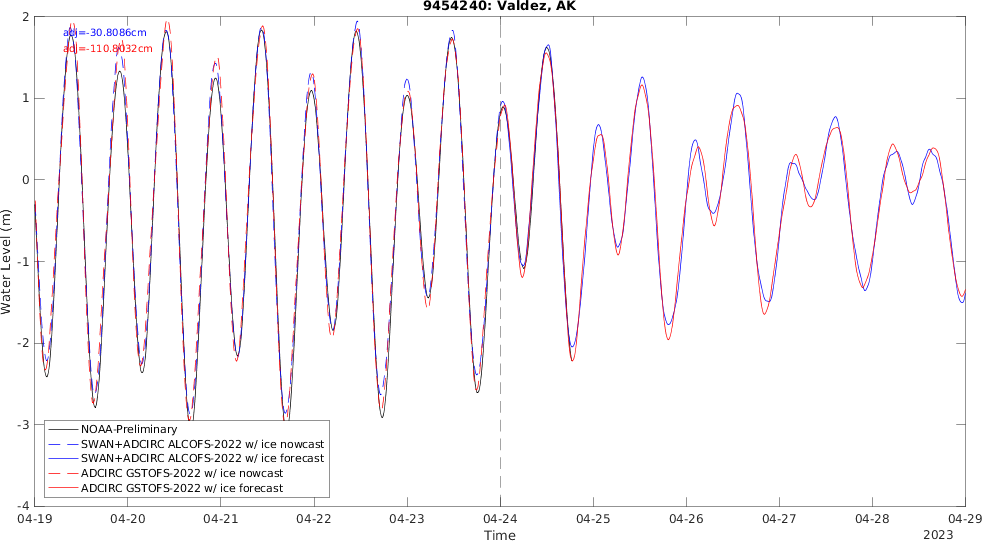 9454240: Valdez, AK
adj=-30.8086cm
adj=-110.8032cm
2
1
0
-1
-2
-3
-4
Water Level (m)
NOAA-Preliminary
SWAN+ADCIRC ALCOFS-2022 w/ ice nowcast
SWAN+ADCIRC ALCOFS-2022 w/ ice forecast
ADCIRC GSTOFS-2022 w/ ice nowcast
ADCIRC GSTOFS-2022 w/ ice forecast
04-19 04-20 04-21 04-22 04-23 04-24 04-25 04-26 04-27 04-28 04-29
Time
2023